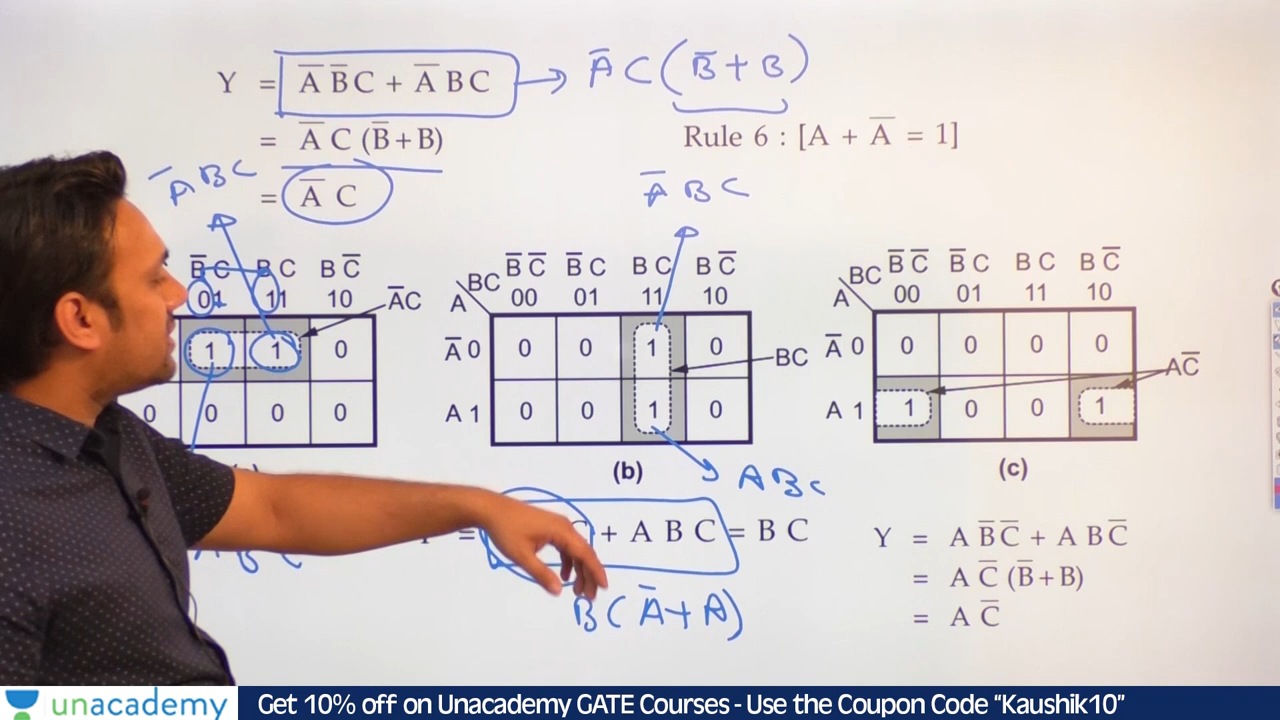 Y = A̅ B̅ C + A̅ B C → A̅ C ( B̅ + B )
= A̅ C (B̅ + B)
Rule 6 : [A + A̅ = 1]
A̅ B C
= A̅ C
A̅ B C
B̅ C B C B C̅
01 11 10
A̅C
1 1 0
0 0 0 0
BC
A
B̅ C̅ B̅ C B C B C̅
00 01 11 10
A̅ 0 0 0 1 0
A 1 0 0 1 0
BC
(b)
A B C
BC
A
B̅ C̅ B̅ C B C B C̅
00 01 11 10
A̅ 0 0 0 0 0
A 1 1 0 0 1
AC̅
(c)
= + A B C = B C
B ( A̅ + A )
Y = A B̅ C̅ + A B C̅
= A C̅ (B̅ + B)
= A C̅
unacademy
Get 10% off on Unacademy GATE Courses - Use the Coupon Code “Kaushik10”